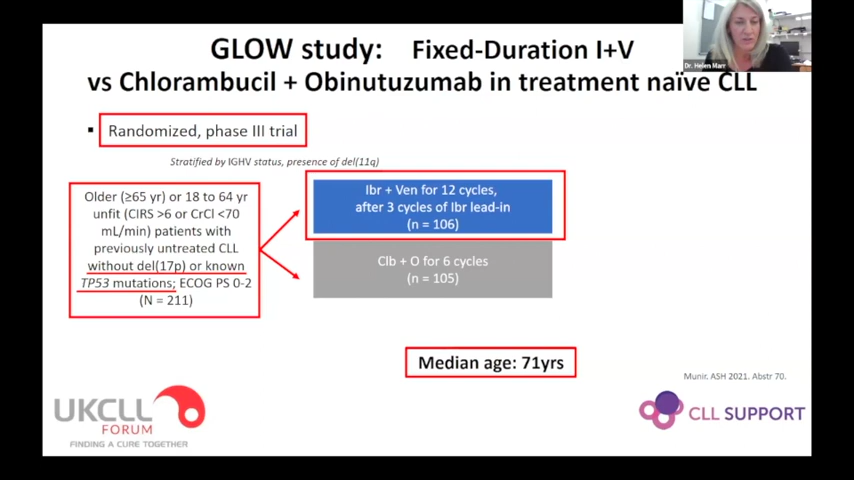 GLOW study: Fixed-Duration I+V
vs Chlorambucil + Obinutuzumab in treatment naïve CLL
Dr. Helen Marr
▪ Randomized, phase III trial
Stratified by IGHV status, presence of del(11q)
Older (≥65 yr) or 18 to 64 yr
unfit (CIRS >6 or CrCl <70
mL/min) patients with
previously untreated CLL
without del(17p) or known
TP53 mutations; ECOG PS 0-2
(N = 211)
Ibr + Ven for 12 cycles,
after 3 cycles of Ibr lead-in
(n = 106)
Clb + O for 6 cycles
(n = 105)
Median age: 71yrs
Munir. ASH 2021. Abstr 70.
UKCLL
FORUM
FINDING A CURE TOGETHER
CLL SUPPORT